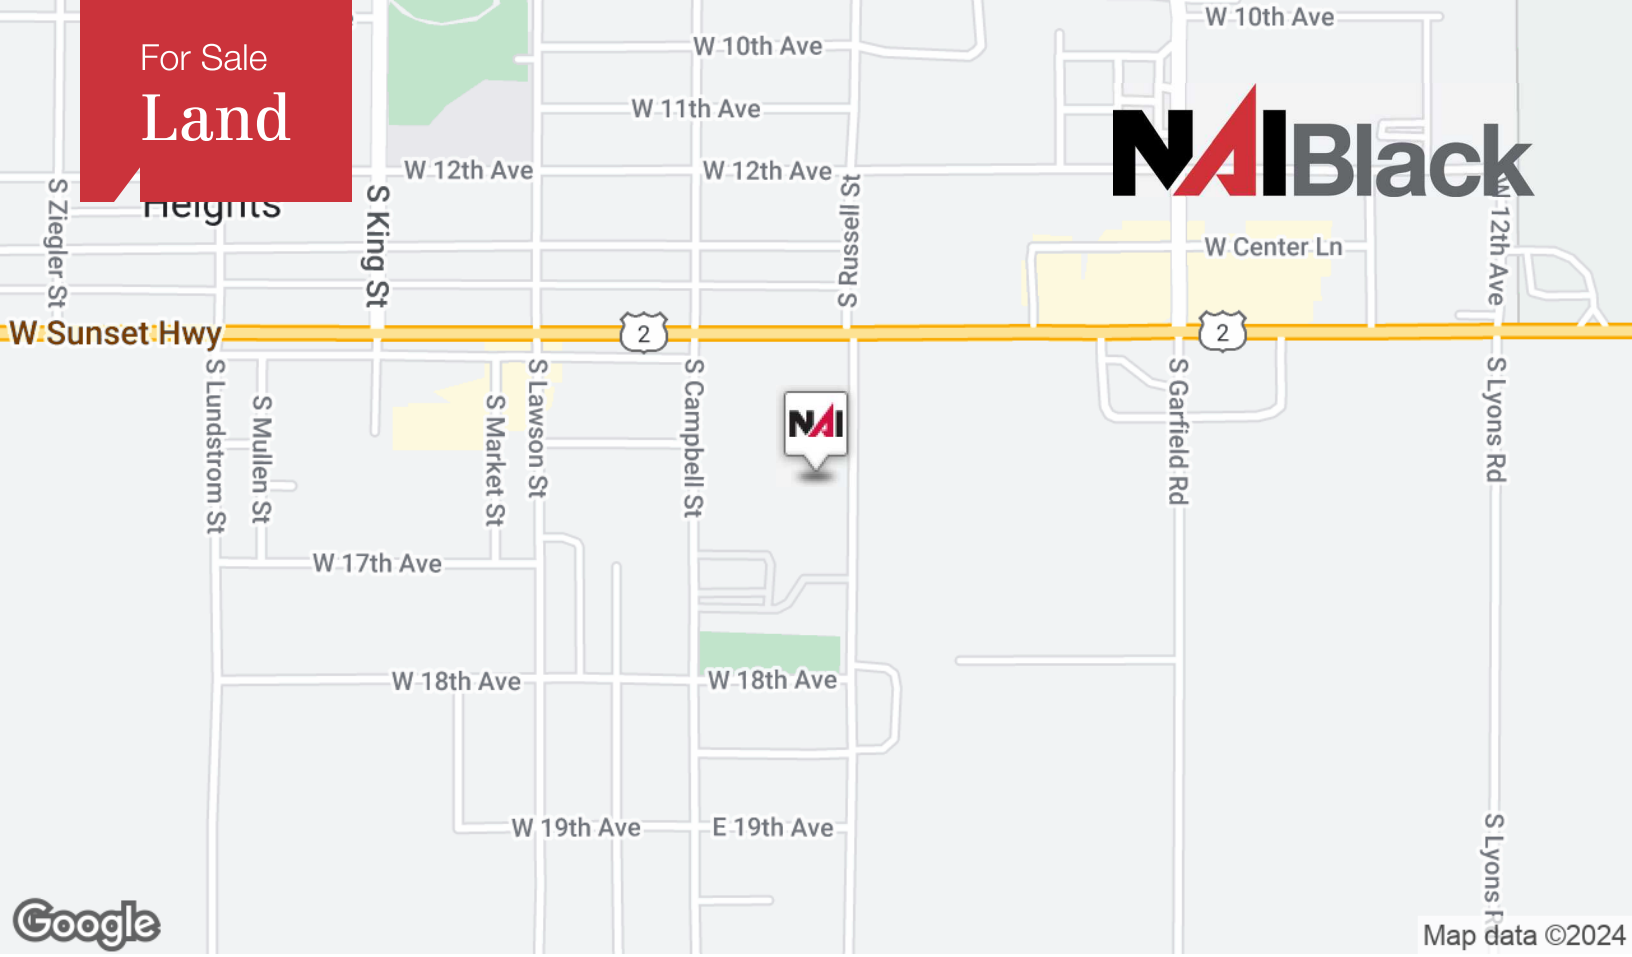 For Sale
Land
Heights
NAIBlack
W 10th Ave
W 10th Ave
W 11th Ave
W 12th Ave
W 12th Ave
W 12th Ave
S Ziegler St
S King St
S Russell St
W Center Ln
W Sunset Hwy
2
2
S Lundstrom St
S Mullen St
S Market St
S Lawson St
S Campbell St
NAI
S Garfield Rd
S Lyons Rd
W 17th Ave
W 18th Ave
W 18th Ave
W 19th Ave
E 19th Ave
S Lyons Rd
Google
Map data ©2024